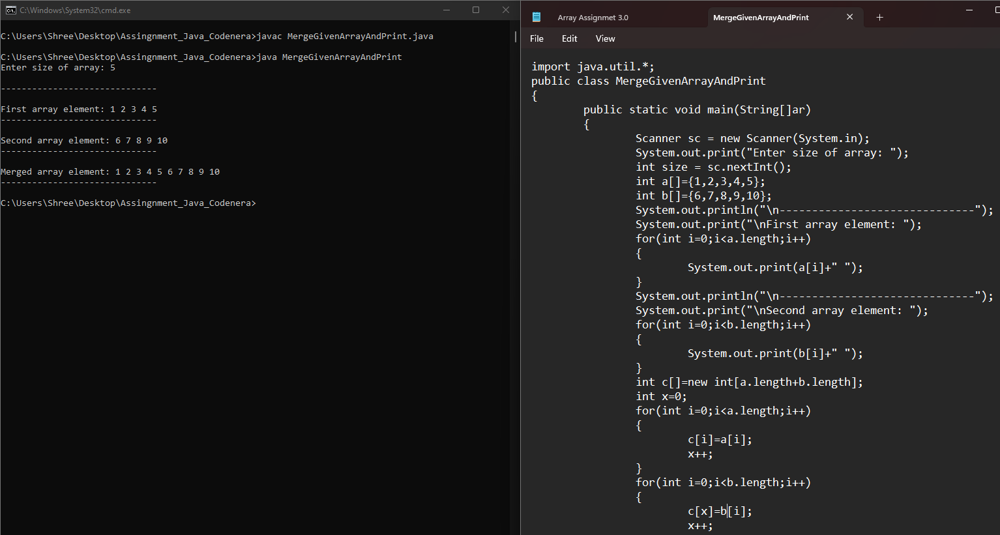 C:\Windows\System32\cmd.exe
C:\Users\Shree\Desktop\Assingnment_Java_Codenera>javac MergeGivenArrayAndPrint.java
C:\Users\Shree\Desktop\Assingnment_Java_Codenera>java MergeGivenArrayAndPrint
Enter size of array: 5
------------------------------
First array element: 1 2 3 4 5
------------------------------
Second array element: 6 7 8 9 10
------------------------------
Merged array element: 1 2 3 4 5 6 7 8 9 10
------------------------------
C:\Users\Shree\Desktop\Assingnment_Java_Codenera>
Array Assignmet 3.0
MergeGivenArrayAndPrint
File Edit View
import java.util.*;
public class MergeGivenArrayAndPrint
{
public static void main(String[]ar)
{
Scanner sc = new Scanner(System.in);
System.out.print("Enter size of array: ");
int size = sc.nextInt();
int a[]={1,2,3,4,5};
int b[]={6,7,8,9,10};
System.out.println("\n------------------------------");
System.out.print("\nFirst array element: ");
for(int i=0;i<a.length;i++)
{
System.out.print(a[i]+" ");
}
System.out.println("\n------------------------------");
System.out.print("\nSecond array element: ");
for(int i=0;i<b.length;i++)
{
System.out.print(b[i]+" ");
}
int c[]=new int[a.length+b.length];
int x=0;
for(int i=0;i<a.length;i++)
{
c[i]=a[i];
x++;
}
for(int i=0;i<b.length;i++)
{
c[x]=b[i];
x++;